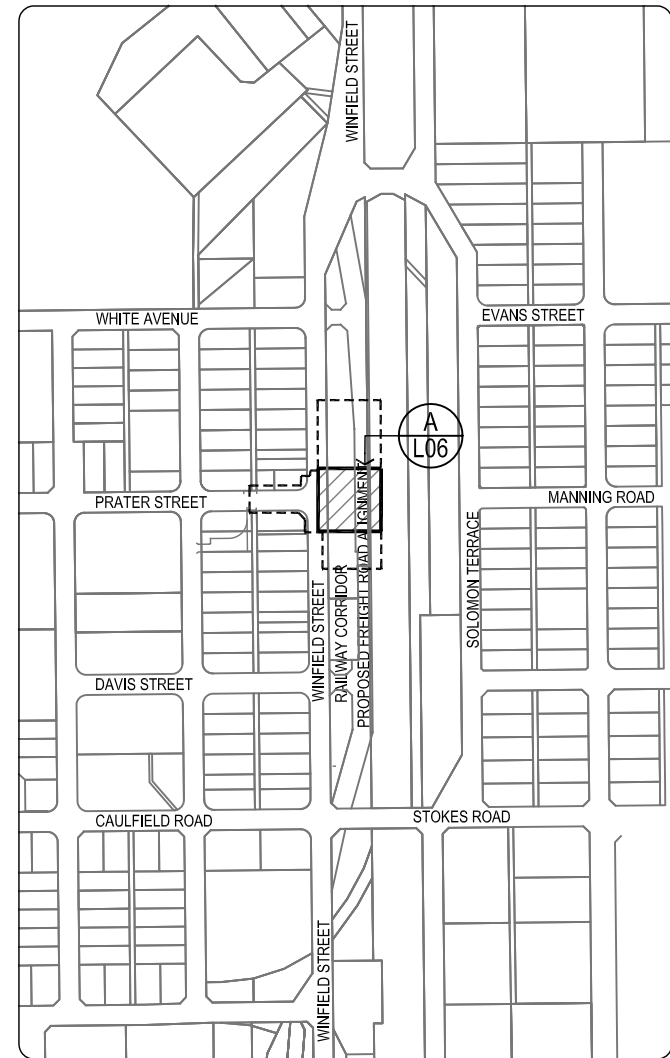 WINFIELD STREET
WHITE AVENUE
EVANS STREET
A
L06
PRATER STREET
MANNING ROAD
WINFIELD STREET
RAILWAY CORRIDOR
PROPOSED FREIGHT ROAD ALIGNMENT
SOLOMON TERRACE
DAVIS STREET
CAULFIELD ROAD
STOKES ROAD
WINFIELD STREET